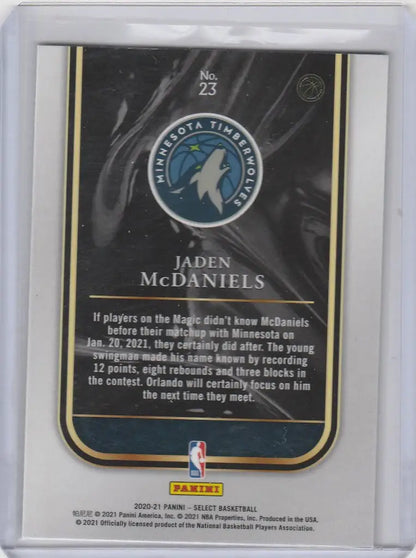 No.
23
MINNESOTA TIMBERWOLVES
JADEN
McDANIELS
If players on the Magic didn't know McDaniels
before their matchup with Minnesota on
Jan. 20, 2021, they certainly did after. The young
swingman made his name known by recording
12 points, eight rebounds and three blocks in
the contest. Orlando will certainly focus on him
the next time they meet.
NBA
PANINI
2020-21 PANINI – SELECT BASKETBALL
帕尼尼 © 2021 Panini America, Inc. © 2021 NBA Properties, Inc. Produced in the USA.
© 2021 Officially licensed product of the National Basketball Players Association.